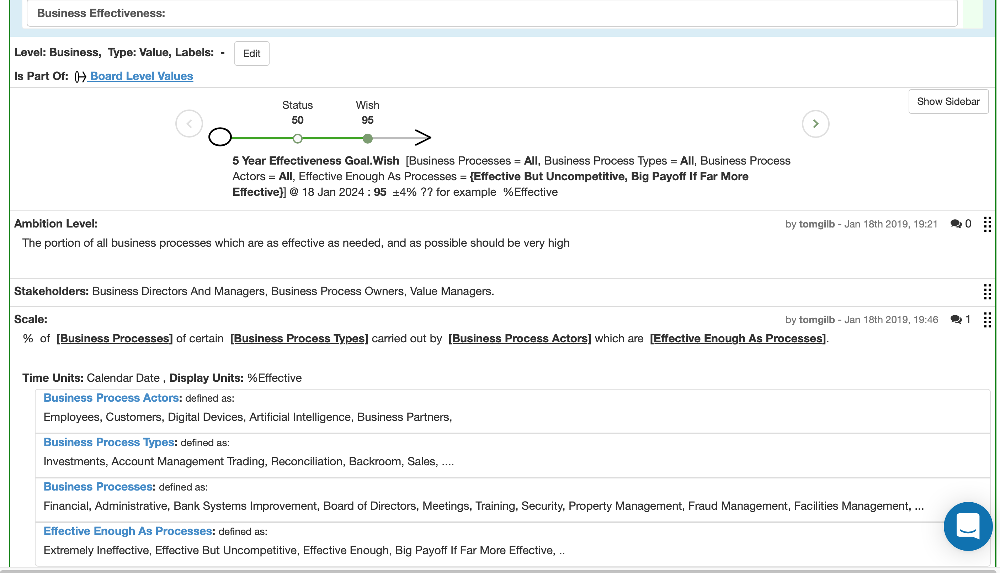 Business Effectiveness:
Level: Business, Type: Value, Labels: - Edit
Is Part Of: Board Level Values
Show Sidebar
Status Wish
50 95
5 Year Effectiveness Goal.Wish [Business Processes = All, Business Process Types = All, Business Process
Actors = All, Effective Enough As Processes = {Effective But Uncompetitive, Big Payoff If Far More
Effective}] @ 18 Jan 2024 : 95 ±4% ?? for example %Effective
Ambition Level: by tomgilb - Jan 18th 2019, 19:21 0
The portion of all business processes which are as effective as needed, and as possible should be very high
Stakeholders: Business Directors And Managers, Business Process Owners, Value Managers.
Scale: by tomgilb - Jan 18th 2019, 19:46 1
% of [Business Processes] of certain [Business Process Types] carried out by [Business Process Actors] which are [Effective Enough As Processes].
Time Units: Calendar Date , Display Units: %Effective
Business Process Actors: defined as:
Employees, Customers, Digital Devices, Artificial Intelligence, Business Partners,
Business Process Types: defined as:
Investments, Account Management Trading, Reconciliation, Backroom, Sales, ....
Business Processes: defined as:
Financial, Administrative, Bank Systems Improvement, Board of Directors, Meetings, Training, Security, Property Management, Fraud Management, Facilities Management, ...
Effective Enough As Processes: defined as:
Extremely Ineffective, Effective But Uncompetitive, Effective Enough, Big Payoff If Far More Effective, ..